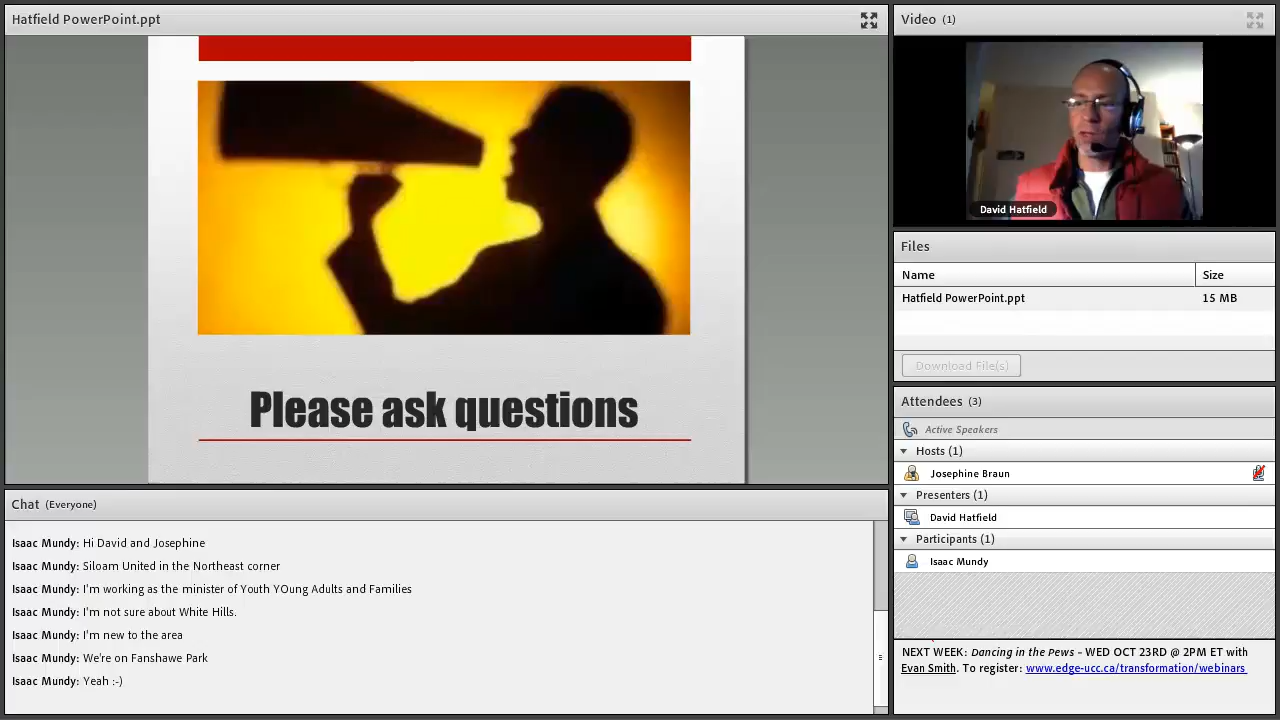 Hatfield PowerPoint.ppt
Please ask questions
Chat (Everyone)
Isaac Mundy: Hi David and Josephine
Isaac Mundy: Siloam United in the Northeast corner
Isaac Mundy: I'm working as the minister of Youth YOung Adults and Families
Isaac Mundy: I'm not sure about White Hills.
Isaac Mundy: I'm new to the area
Isaac Mundy: We're on Fanshawe Park
Isaac Mundy: Yeah :-)
Video (1)
David Hatfield
Files
Name Size
Hatfield PowerPoint.ppt 15 MB
Download File(s)
Attendees (3)
Active Speakers
Hosts (1)
Josephine Braun
Presenters (1)
David Hatfield
Participants (1)
Isaac Mundy
NEXT WEEK: Dancing in the Pews - WED OCT 23RD @ 2PM ET with
Evan Smith. To register: www.edge-ucc.ca/transformation/webinars